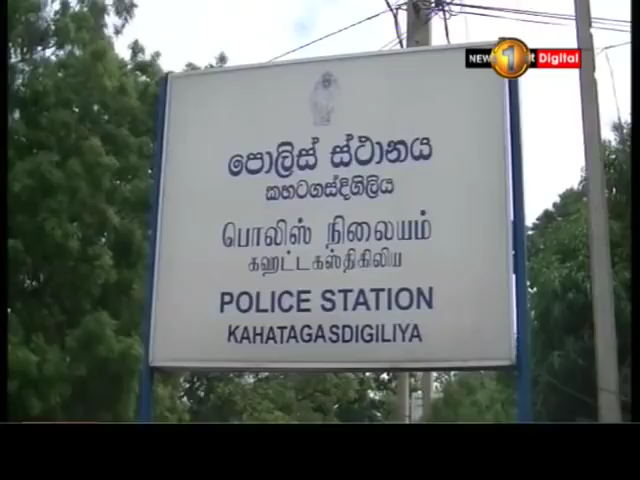 NEWS 1st Digital
පොලිස් ස්ථානය
කහටගස්දිගිලිය
பொலிஸ் நிலையம்
கஹட்டகஸ்திகிலிய
POLICE STATION
KAHATAGASDIGILIYA